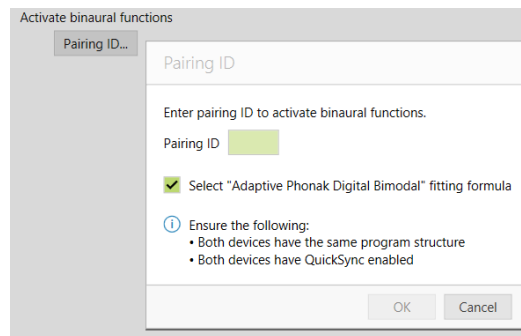 Activate binaural functions
Pairing ID...
Pairing ID
Enter pairing ID to activate binaural functions.
Pairing ID
Select "Adaptive Phonak Digital Bimodal" fitting formula
Ensure the following:
• Both devices have the same program structure
• Both devices have QuickSync enabled
OK Cancel